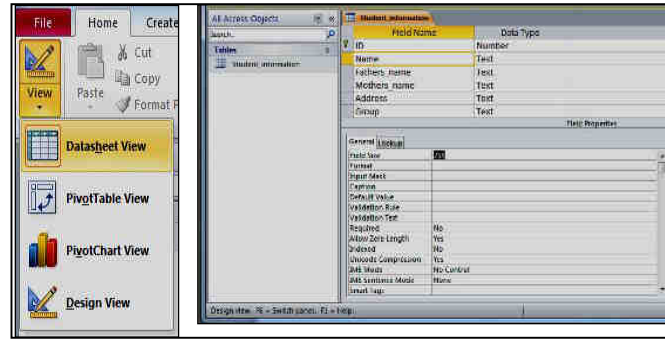 File Home Create
View
Paste
Cut
Copy
Format P
Datasheet View
PivotTable View
PivotChart View
Design View
All Access Objects
Search..
Tables
Student_information
Student_information
Field Name Data Type
ID Number
Name Text
Fathers_name Text
Mothers_name Text
Address Text
Group Text
Field Properties
General Lookup
Field Size
Format
Input Mask
Caption
Default Value
Validation Rule
Validation Text
Required No
Allow Zero Length Yes
Indexed No
Unicode Compression Yes
IME Mode No Control
IME Sentence Mode None
Smart Tags
Design view. F6 = Switch panes. F1 = Help.